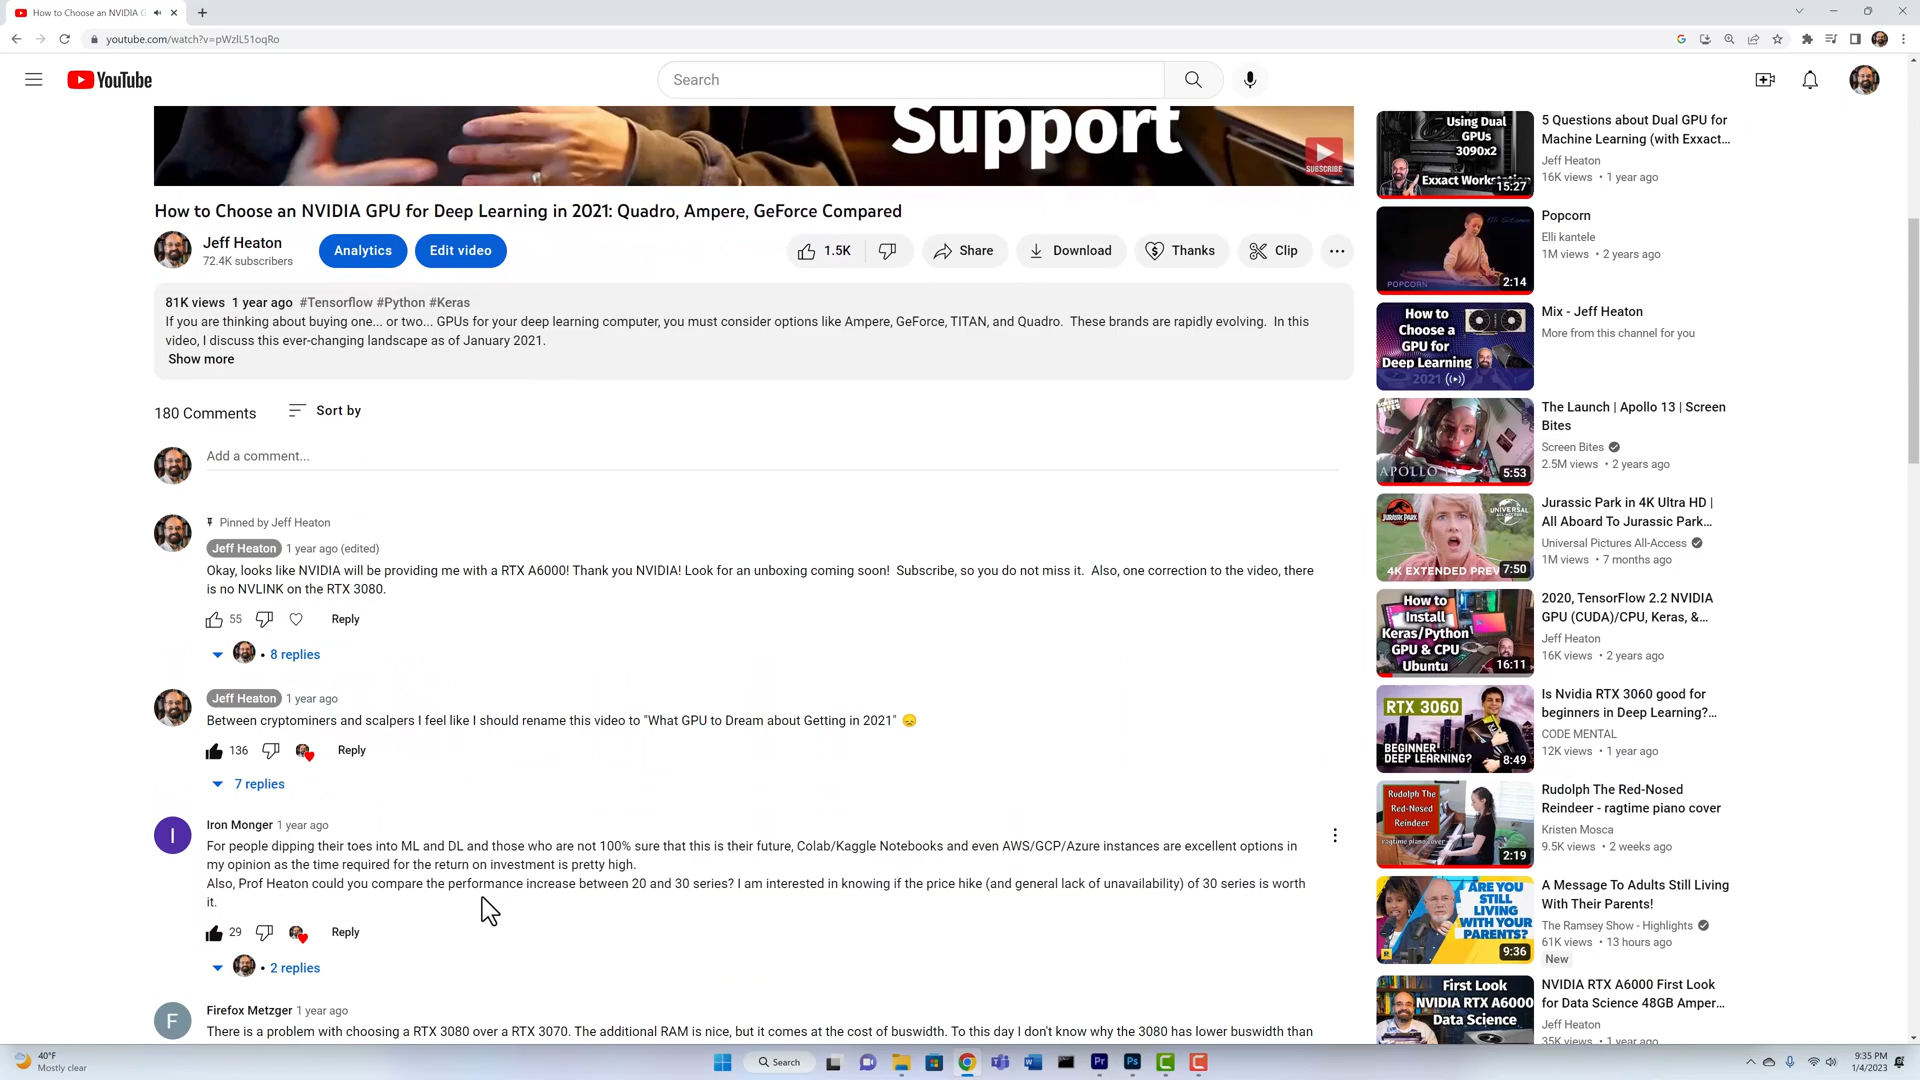 How to Choose an NVIDIA G
youtube.com/watch?v=pWzlL51oqRo
YouTube
Search
Support
SUBSCRIBE
How to Choose an NVIDIA GPU for Deep Learning in 2021: Quadro, Ampere, GeForce Compared
Jeff Heaton
72.4K subscribers
Analytics
Edit video
1.5K
Share
Download
Thanks
Clip
81K views 1 year ago #Tensorflow #Python #Keras
If you are thinking about buying one... or two... GPUs for your deep learning computer, you must consider options like Ampere, GeForce, TITAN, and Quadro. These brands are rapidly evolving. In this
video, I discuss this ever-changing landscape as of January 2021.
Show more
180 Comments
Sort by
Add a comment...
Pinned by Jeff Heaton
Jeff Heaton 1 year ago (edited)
Okay, looks like NVIDIA will be providing me with a RTX A6000! Thank you NVIDIA! Look for an unboxing coming soon! Subscribe, so you do not miss it. Also, one correction to the video, there
is no NVLINK on the RTX 3080.
55
Reply
• 8 replies
Jeff Heaton 1 year ago
Between cryptominers and scalpers I feel like I should rename this video to "What GPU to Dream about Getting in 2021" 😞
136
Reply
7 replies
I
Iron Monger 1 year ago
For people dipping their toes into ML and DL and those who are not 100% sure that this is their future, Colab/Kaggle Notebooks and even AWS/GCP/Azure instances are excellent options in
my opinion as the time required for the return on investment is pretty high.
Also, Prof Heaton could you compare the performance increase between 20 and 30 series? I am interested in knowing if the price hike (and general lack of unavailability) of 30 series is worth
it.
29
Reply
• 2 replies
F
Firefox Metzger 1 year ago
There is a problem with choosing a RTX 3080 over a RTX 3070. The additional RAM is nice, but it comes at the cost of buswidth. To this day I don't know why the 3080 has lower buswidth than
Using Dual
GPUs
3090x2
Exxact Workstation
15:27
5 Questions about Dual GPU for
Machine Learning (with Exxact...
Jeff Heaton
16K views • 1 year ago
POPCORN
2:14
Popcorn
Elli kantele
1M views • 2 years ago
How to
Choose a
GPU for
Deep Learning
2021
Mix - Jeff Heaton
More from this channel for you
APOLLO 13
5:53
The Launch | Apollo 13 | Screen
Bites
Screen Bites
2.5M views • 2 years ago
JURASSIC PARK
UNIVERSAL
ALL-ACCESS
4K EXTENDED PREV
7:50
Jurassic Park in 4K Ultra HD |
All Aboard To Jurassic Park...
Universal Pictures All-Access
1M views • 7 months ago
How to
Install
Keras/Python
GPU & CPU
Ubuntu
16:11
2020, TensorFlow 2.2 NVIDIA
GPU (CUDA)/CPU, Keras, &...
Jeff Heaton
16K views • 2 years ago
RTX 3060
BEGINNER
DEEP LEARNING?
8:49
Is Nvidia RTX 3060 good for
beginners in Deep Learning?...
CODE MENTAL
12K views • 1 year ago
Rudolph The
Red-Nosed
Reindeer
ragtime piano cover
2:19
Rudolph The Red-Nosed
Reindeer - ragtime piano cover
Kristen Mosca
9.5K views • 2 weeks ago
ARE YOU
STILL
LIVING
WITH YOUR
PARENTS?
9:36
A Message To Adults Still Living
With Their Parents!
The Ramsey Show - Highlights
61K views • 13 hours ago
New
First Look
NVIDIA RTX A6000
Data Science
NVIDIA RTX A6000 First Look
for Data Science 48GB Amper...
Jeff Heaton
35K views • 1 year ago
40°F
Mostly clear
Search
9:35 PM
1/4/2023